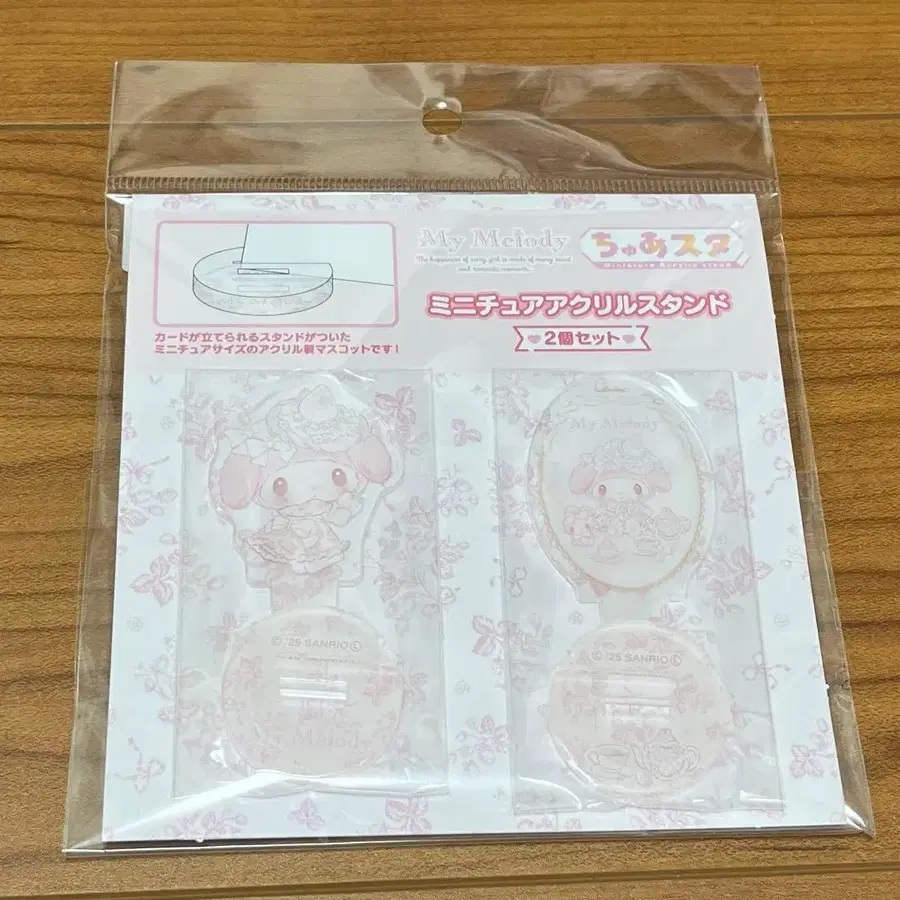 My Melody
The happiness of every girl is made of many sweet
and romantic moments.
ちゅあスタ
Miniature Acrylic stand
ミニチュアアクリルスタンド
2個セット
カードが立てられるスタンドがついた
ミニチュアサイズのアクリル製マスコットです!
My Melody
© '25 SANRIO Ⓛ
My Melody
© '25 SANRIO Ⓛ